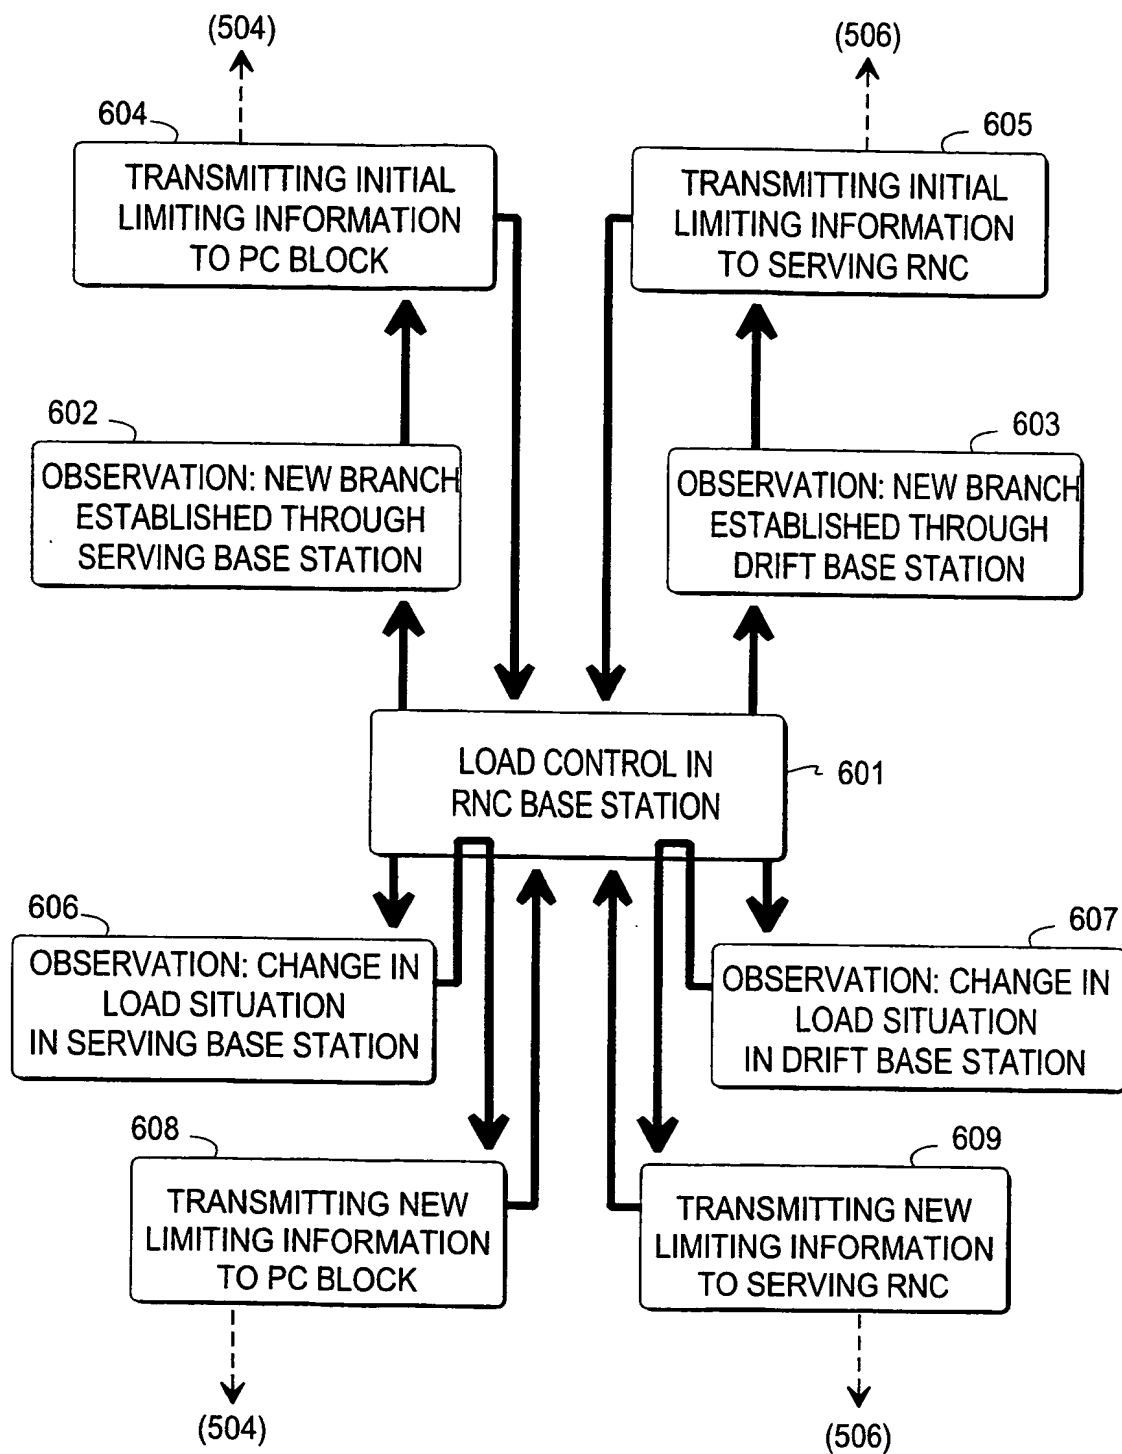 (504)
(506)
604
605
TRANSMITTING INITIAL
LIMITING INFORMATION
TO PC BLOCK
TRANSMITTING INITIAL
LIMITING INFORMATION
TO SERVING RNC
602
603
OBSERVATION: NEW BRANCH
ESTABLISHED THROUGH
SERVING BASE STATION
OBSERVATION: NEW BRANCH
ESTABLISHED THROUGH
DRIFT BASE STATION
LOAD CONTROL IN
RNC BASE STATION
601
606
607
OBSERVATION: CHANGE IN
LOAD SITUATION
IN SERVING BASE STATION
OBSERVATION: CHANGE IN
LOAD SITUATION
IN DRIFT BASE STATION
608
609
TRANSMITTING NEW
LIMITING INFORMATION
TO PC BLOCK
TRANSMITTING NEW
LIMITING INFORMATION
TO SERVING RNC
(504)
(506)